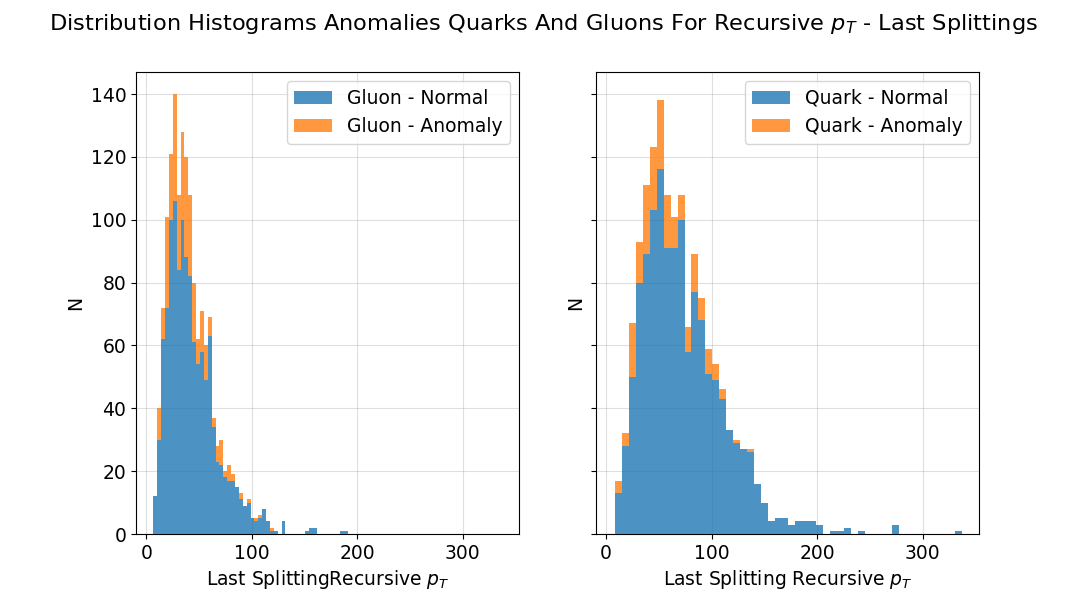 Distribution Histograms Anomalies Quarks And Gluons For Recursive $p_T$ - Last Splittings
140
120
100
80
60
40
20
0
N
Gluon - Normal
Gluon - Anomaly
0 100 200 300
Last SplittingRecursive $p_T$
N
Quark - Normal
Quark - Anomaly
0 100 200 300
Last Splitting Recursive $p_T$